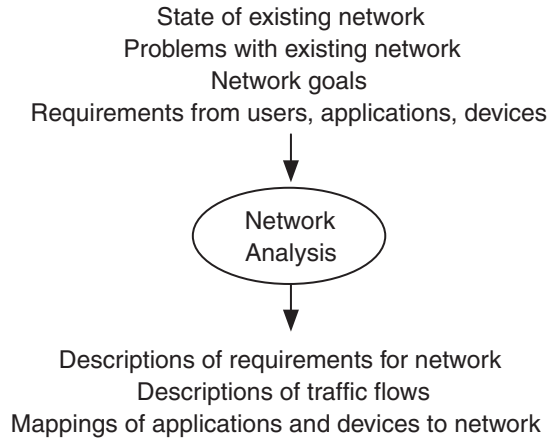 State of existing network
Problems with existing network
Network goals
Requirements from users, applications, devices
Network
Analysis
Descriptions of requirements for network
Descriptions of traffic flows
Mappings of applications and devices to network